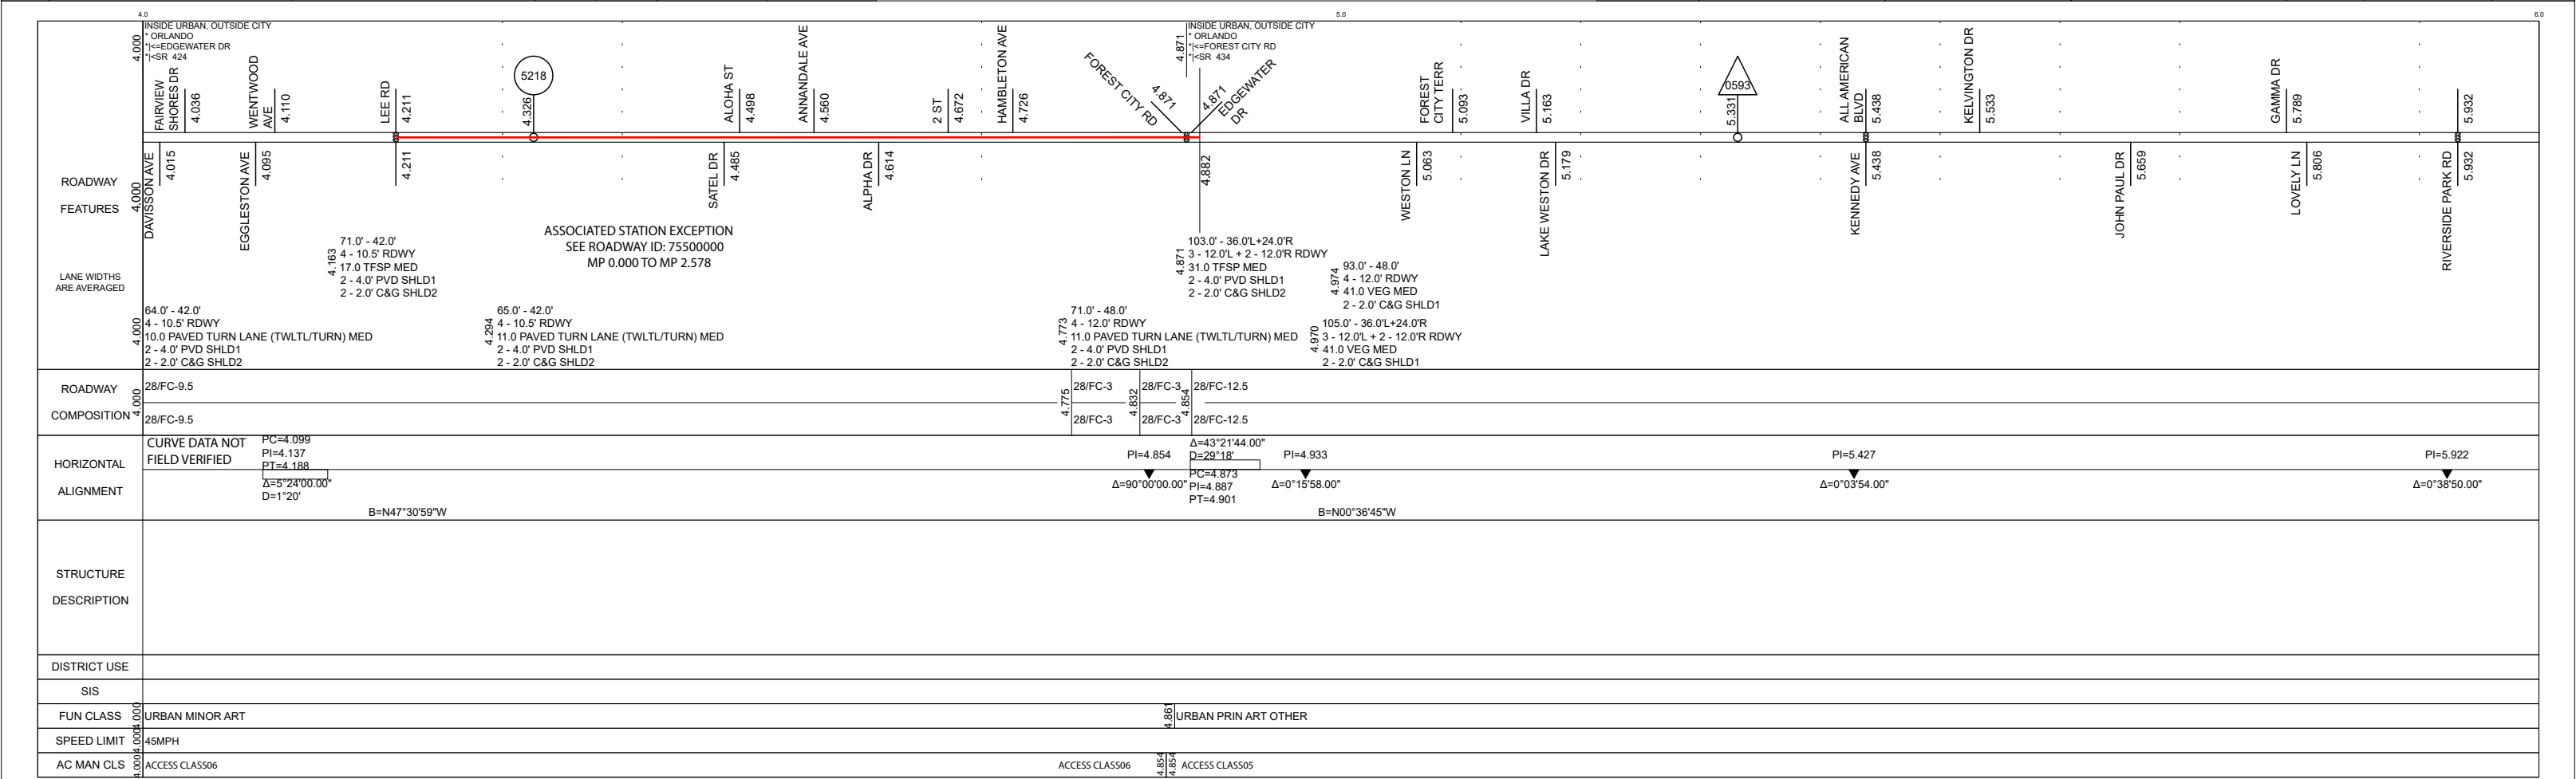 4.0
5.0
6.0
4.000
INSIDE URBAN, OUTSIDE CITY
* ORLANDO
*|<=EDGEWATER DR
*|<SR 424
FAIRVIEW
SHORES DR
4.036
WENTWOOD
AVE
4.110
LEE RD
4.211
5218
4.326
ALOHA ST
4.498
ANNANDALE AVE
4.560
2 ST
4.672
HAMBLETON AVE
4.726
FOREST CITY RD
4.871
4.871
INSIDE URBAN, OUTSIDE CITY
* ORLANDO
*|<=FOREST CITY RD
*|<SR 434
4.871
EDGEWATER
DR
FOREST
CITY TERR
5.093
VILLA DR
5.163
0593
5.331
ALL AMERICAN
BLVD
5.438
KELVINGTON DR
5.533
GAMMA DR
5.789
5.932
ROADWAY
FEATURES
4.000
DAVISSON AVE
4.015
EGGLESTON AVE
4.095
4.211
SATEL DR
4.485
ALPHA DR
4.614
4.882
WESTON LN
5.063
LAKE WESTON DR
5.179
KENNEDY AVE
5.438
JOHN PAUL DR
5.659
LOVELY LN
5.806
RIVERSIDE PARK RD
5.932
ASSOCIATED STATION EXCEPTION
SEE ROADWAY ID: 75500000
MP 0.000 TO MP 2.578
LANE WIDTHS
ARE AVERAGED
4.163
71.0' - 42.0'
4 - 10.5' RDWY
17.0 TFSP MED
2 - 4.0' PVD SHLD1
2 - 2.0' C&G SHLD2
4.871
103.0' - 36.0'L+24.0'R
3 - 12.0'L + 2 - 12.0'R RDWY
31.0 TFSP MED
2 - 4.0' PVD SHLD1
2 - 2.0' C&G SHLD2
4.974
93.0' - 48.0'
4 - 12.0' RDWY
41.0 VEG MED
2 - 2.0' C&G SHLD1
4.000
64.0' - 42.0'
4 - 10.5' RDWY
10.0 PAVED TURN LANE (TWLTL/TURN) MED
2 - 4.0' PVD SHLD1
2 - 2.0' C&G SHLD2
4.294
65.0' - 42.0'
4 - 10.5' RDWY
11.0 PAVED TURN LANE (TWLTL/TURN) MED
2 - 4.0' PVD SHLD1
2 - 2.0' C&G SHLD2
4.773
71.0' - 48.0'
4 - 12.0' RDWY
11.0 PAVED TURN LANE (TWLTL/TURN) MED
2 - 4.0' PVD SHLD1
2 - 2.0' C&G SHLD2
4.970
105.0' - 36.0'L+24.0'R
3 - 12.0'L + 2 - 12.0'R RDWY
41.0 VEG MED
2 - 2.0' C&G SHLD1
ROADWAY
COMPOSITION
4.000
28/FC-9.5
28/FC-9.5
4.775
28/FC-3
28/FC-3
4.832
28/FC-3
28/FC-3
4.854
28/FC-12.5
28/FC-12.5
HORIZONTAL
ALIGNMENT
CURVE DATA NOT
FIELD VERIFIED
PC=4.099
PI=4.137
PT=4.188
Δ=5°24'00.00"
D=1°20'
B=N47°30'59"W
PI=4.854
Δ=90°00'00.00"
Δ=43°21'44.00"
D=29°18'
PC=4.873
PI=4.887
PT=4.901
PI=4.933
Δ=0°15'58.00"
B=N00°36'45"W
PI=5.427
Δ=0°03'54.00"
PI=5.922
Δ=0°38'50.00"
STRUCTURE
DESCRIPTION
DISTRICT USE
SIS
FUN CLASS
4.000
URBAN MINOR ART
4.861
URBAN PRIN ART OTHER
SPEED LIMIT
4.000
45MPH
AC MAN CLS
4.000
ACCESS CLASS06
ACCESS CLASS06
4.854
4.854
ACCESS CLASS05